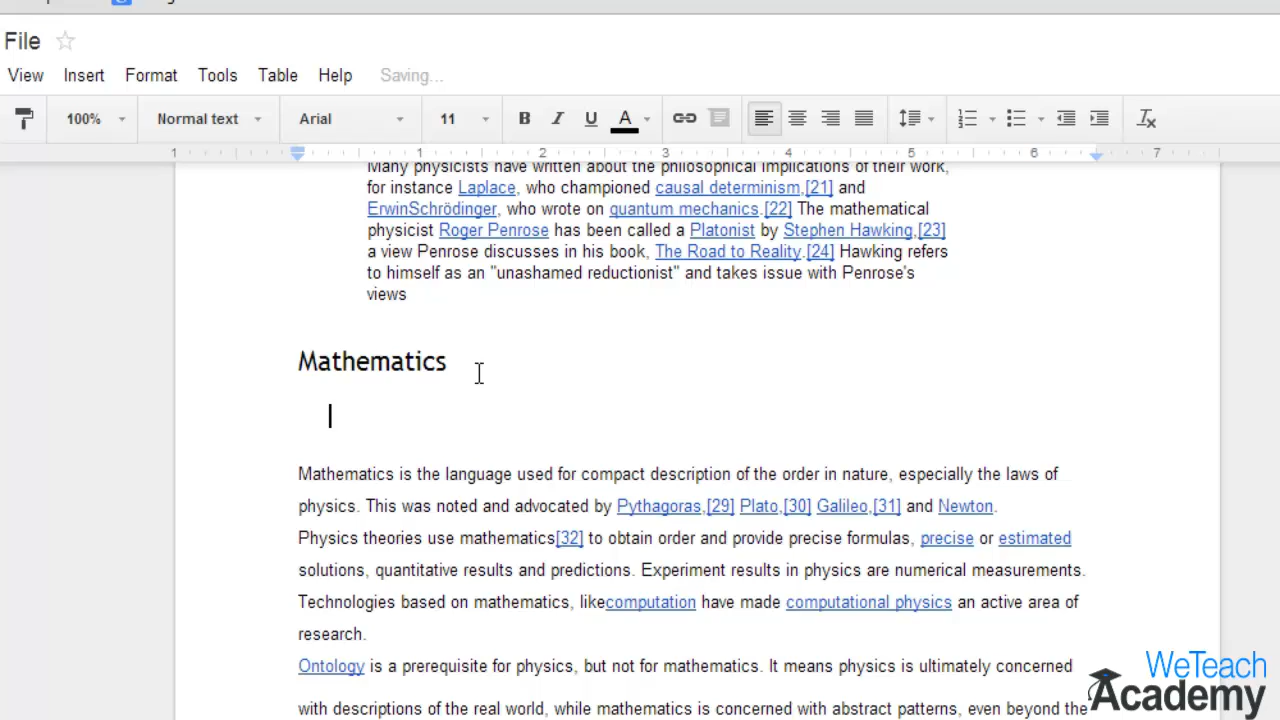 File
View Insert Format Tools Table Help Saving...
100% Normal text Arial 11 B I U A
1 1 2 3 4 5 6 7
Many physicists have written about the philosophical implications of their work,
for instance Laplace, who championed causal determinism,[21] and
ErwinSchrödinger, who wrote on quantum mechanics.[22] The mathematical
physicist Roger Penrose has been called a Platonist by Stephen Hawking,[23]
a view Penrose discusses in his book, The Road to Reality.[24] Hawking refers
to himself as an "unashamed reductionist" and takes issue with Penrose's
views
Mathematics
Mathematics is the language used for compact description of the order in nature, especially the laws of
physics. This was noted and advocated by Pythagoras,[29] Plato,[30] Galileo,[31] and Newton.
Physics theories use mathematics[32] to obtain order and provide precise formulas, precise or estimated
solutions, quantitative results and predictions. Experiment results in physics are numerical measurements.
Technologies based on mathematics, likecomputation have made computational physics an active area of
research.
Ontology is a prerequisite for physics, but not for mathematics. It means physics is ultimately concerned
with descriptions of the real world, while mathematics is concerned with abstract patterns, even beyond the
WeTeach
Academy